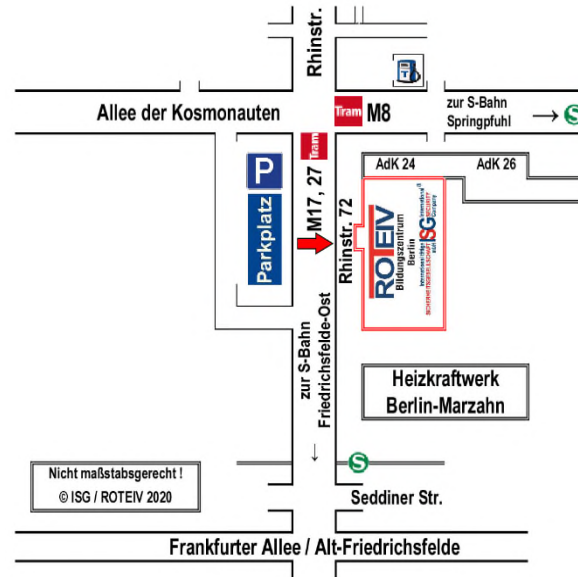 Rhinstr.
Allee der Kosmonauten
Tram M8
zur S-Bahn
Springpfuhl
→ S
Tram
M17, 27
P
Parkplatz
AdK 24
AdK 26
Rhinstr. 72
ROTEIV
Bildungszentrum
Berlin
ISG
SICHERHEITSGESELLSCHAFT
zur S-Bahn
Friedrichsfelde-Ost
←
Heizkraftwerk
Berlin-Marzahn
S
Nicht maßstabsgerecht !
© ISG / ROTEIV 2020
Seddiner Str.
Frankfurter Allee / Alt-Friedrichsfelde